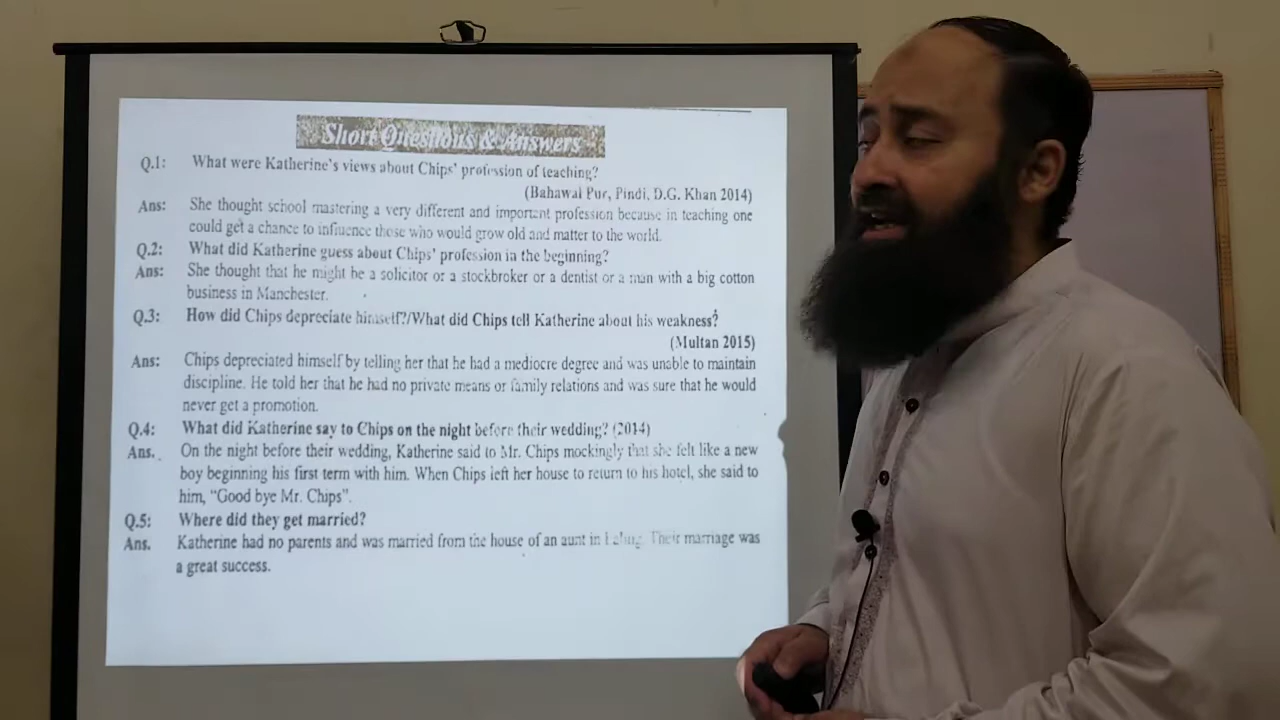 Short Questions & Answers
Q.1: What were Katherine's views about Chips' profession of teaching?
(Bahawal Pur, Pindi, D.G. Khan 2014)
Ans: She thought school mastering a very different and important profession because in teaching one
could get a chance to influence those who would grow old and matter to the world.
Q.2: What did Katherine guess about Chips' profession in the beginning?
Ans: She thought that he might be a solicitor or a stockbroker or a dentist or a man with a big cotton
business in Manchester.
Q.3: How did Chips depreciate himself?/What did Chips tell Katherine about his weakness?
(Multan 2015)
Ans: Chips depreciated himself by telling her that he had a mediocre degree and was unable to maintain
discipline. He told her that he had no private means or family relations and was sure that he would
never get a promotion.
Q.4: What did Katherine say to Chips on the night before their wedding? (2014)
Ans. On the night before their wedding, Katherine said to Mr. Chips mockingly that she felt like a new
boy beginning his first term with him. When Chips left her house to return to his hotel, she said to
him, "Good bye Mr. Chips".
Q.5: Where did they get married?
Ans. Katherine had no parents and was married from the house of an aunt in Their marriage was
a great success.